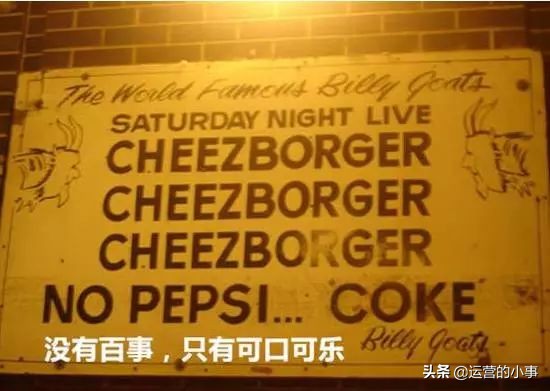 The World Famous Billy Goats
SATURDAY NIGHT LIVE
CHEEZBORGER
CHEEZBORGER
CHEEZBORGER
NO PEPSI... COKE
Billy Goats
没有百事，只有可口可乐
头条 @运营的小事